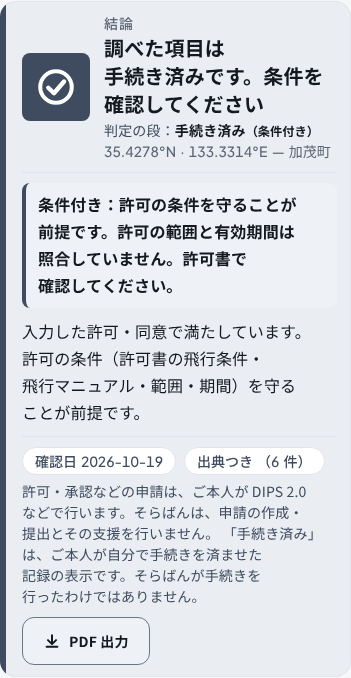 結論
調べた項目は
手続き済みです。条件を
確認してください
判定の段：手続き済み（条件付き）
35.4278°N · 133.3314°E — 加茂町
条件付き：許可の条件を守ることが
前提です。許可の範囲と有効期間は
照合していません。許可書で
確認してください。
入力した許可・同意で満たしています。
許可の条件（許可書の飛行条件・
飛行マニュアル・範囲・期間）を守る
ことが前提です。
確認日 2026-10-19 出典つき （6 件）
許可・承認などの申請は、ご本人が DIPS 2.0
などで行います。そらばんは、申請の作成・
提出とその支援を行いません。 「手続き済み」
は、ご本人が自分で手続きを済ませた
記録の表示です。そらばんが手続きを
行ったわけではありません。
PDF 出力